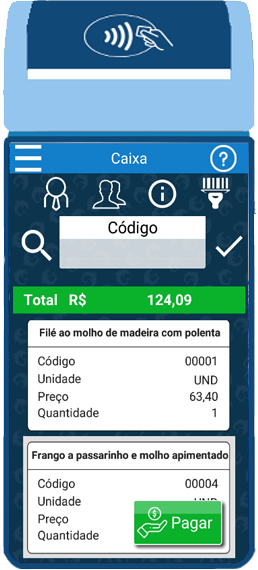 Caixa
?
i
Código
Total R$ 124,09
Filé ao molho de madeira com polenta
Código 00001
Unidade UND
Preço 63,40
Quantidade 1
Frango a passarinho e molho apimentado
Código 00004
Unidade
Preço
Quantidade
$
Pagar